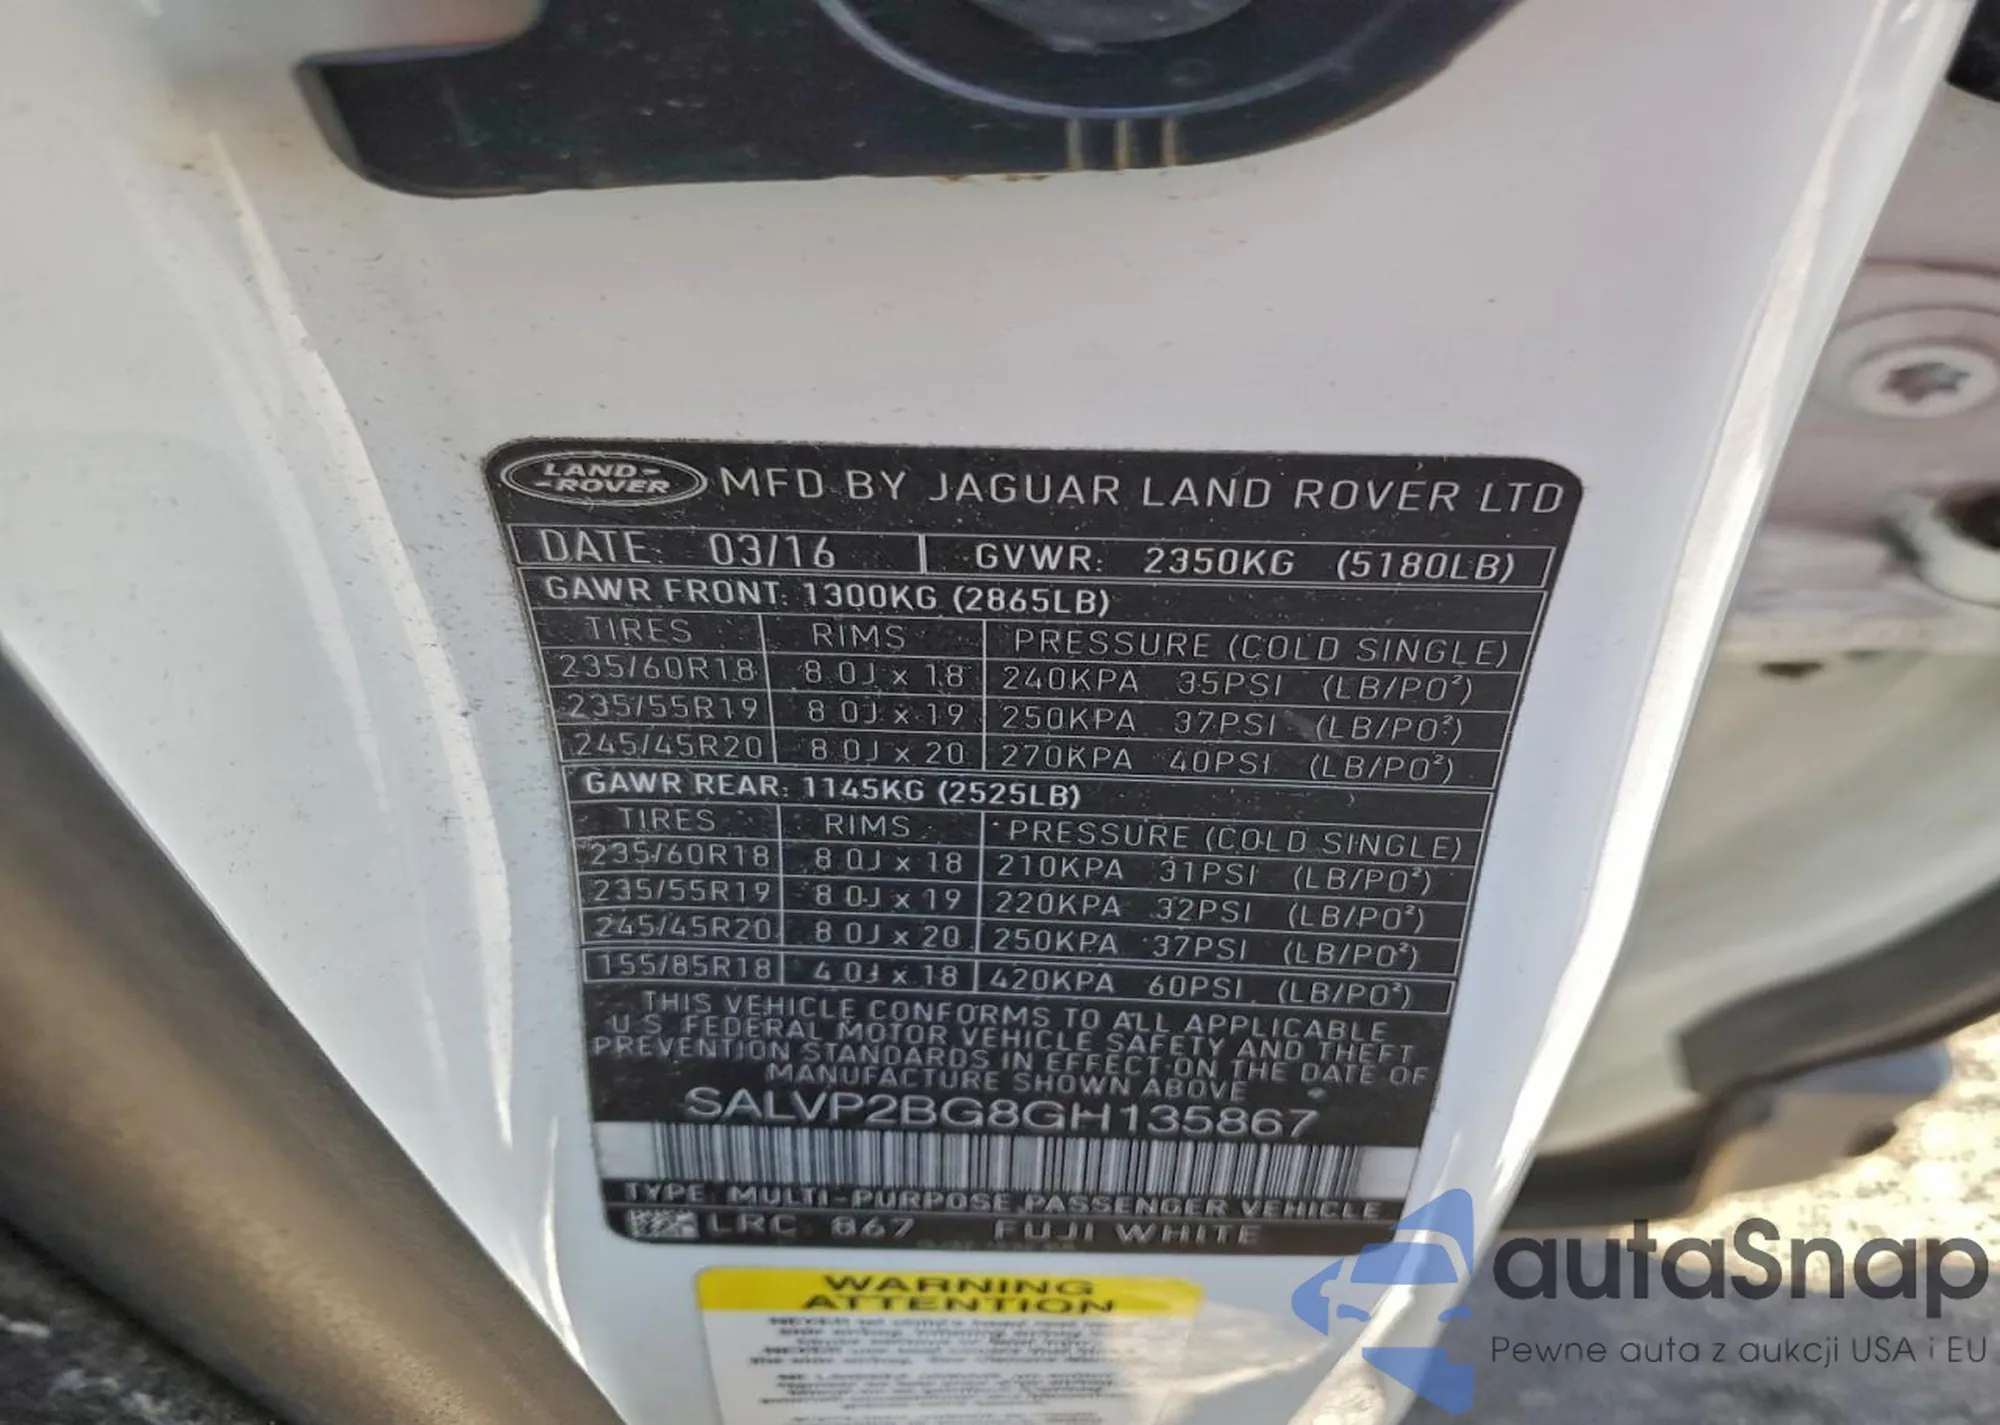 LAND-
-ROVER
MFD BY JAGUAR LAND ROVER LTD
DATE: 03/16 GVWR: 2350KG (5180LB)
GAWR FRONT: 1300KG (2865LB)
TIRES RIMS PRESSURE (COLD SINGLE)
235/60R18 8.0J x 18 240KPA 35PSI (LB/PO²)
235/55R19 8.0J x 19 250KPA 37PSI (LB/PO²)
245/45R20 8.0J x 20 270KPA 40PSI (LB/PO²)
GAWR REAR: 1145KG (2525LB)
TIRES RIMS PRESSURE (COLD SINGLE)
235/60R18 8.0J x 18 210KPA 31PSI (LB/PO²)
235/55R19 8.0J x 19 220KPA 32PSI (LB/PO²)
245/45R20 8.0J x 20 250KPA 37PSI (LB/PO²)
155/85R18 4.0J x 18 420KPA 60PSI (LB/PO²)
THIS VEHICLE CONFORMS TO ALL APPLICABLE
U.S. FEDERAL MOTOR VEHICLE SAFETY AND THEFT
PREVENTION STANDARDS IN EFFECT ON THE DATE OF
MANUFACTURE SHOWN ABOVE
SALVP2BG8GH135867
TYPE: MULTI-PURPOSE PASSENGER VEHICLE
LRC: 867 FUJI WHITE
WARNING
ATTENTION
NEVER
autaSnap
Pewne auta z aukcji USA i EU